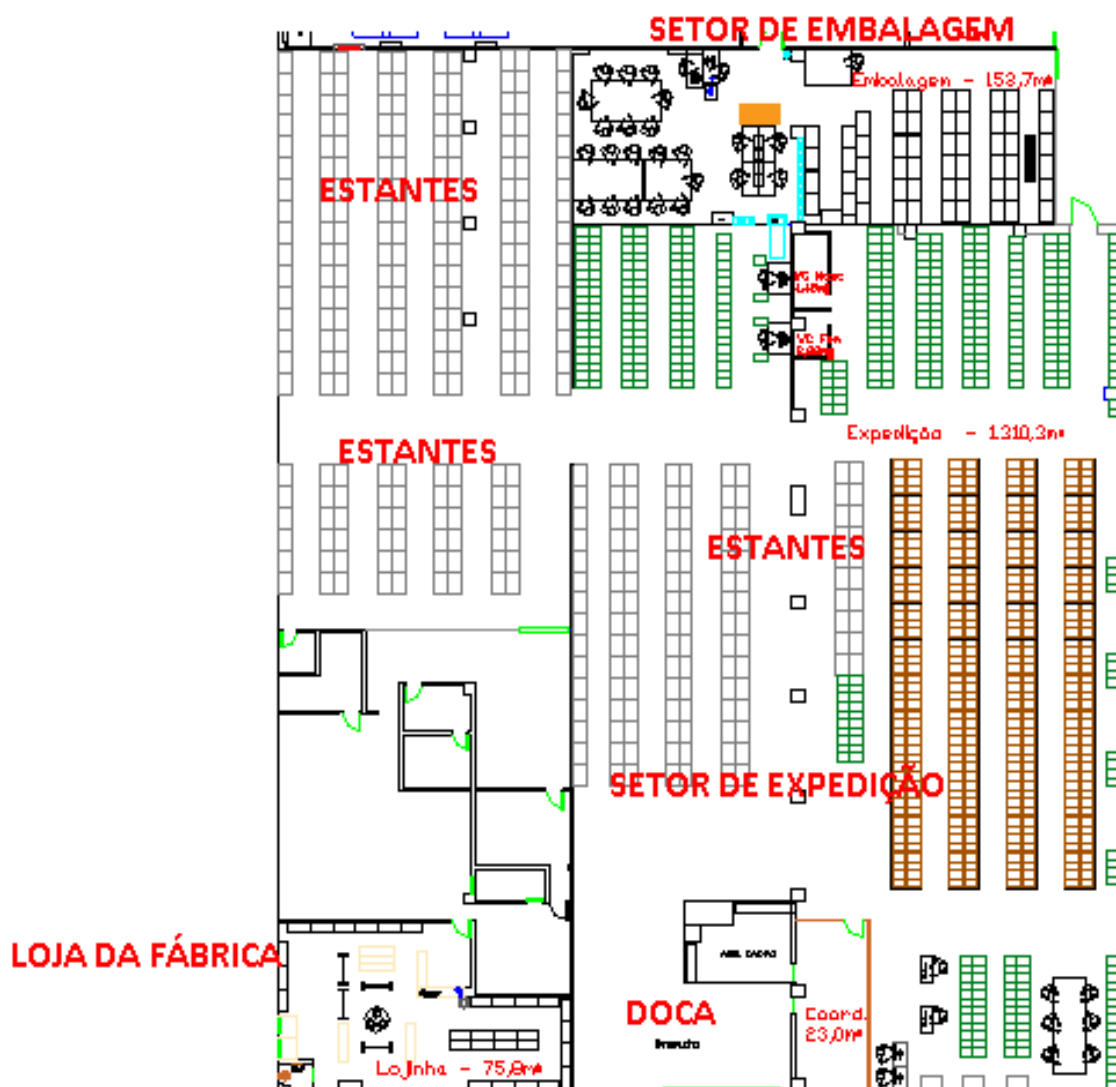 SETOR DE EMBALAGEM
Embalagem - 153,7m²
ESTANTES
ESTANTES
Expedição - 1310,3m²
ESTANTES
SETOR DE EXPEDIÇÃO
LOJA DA FÁBRICA
DOCA
Coord.
23,0m²
Lojinha - 75,8m²